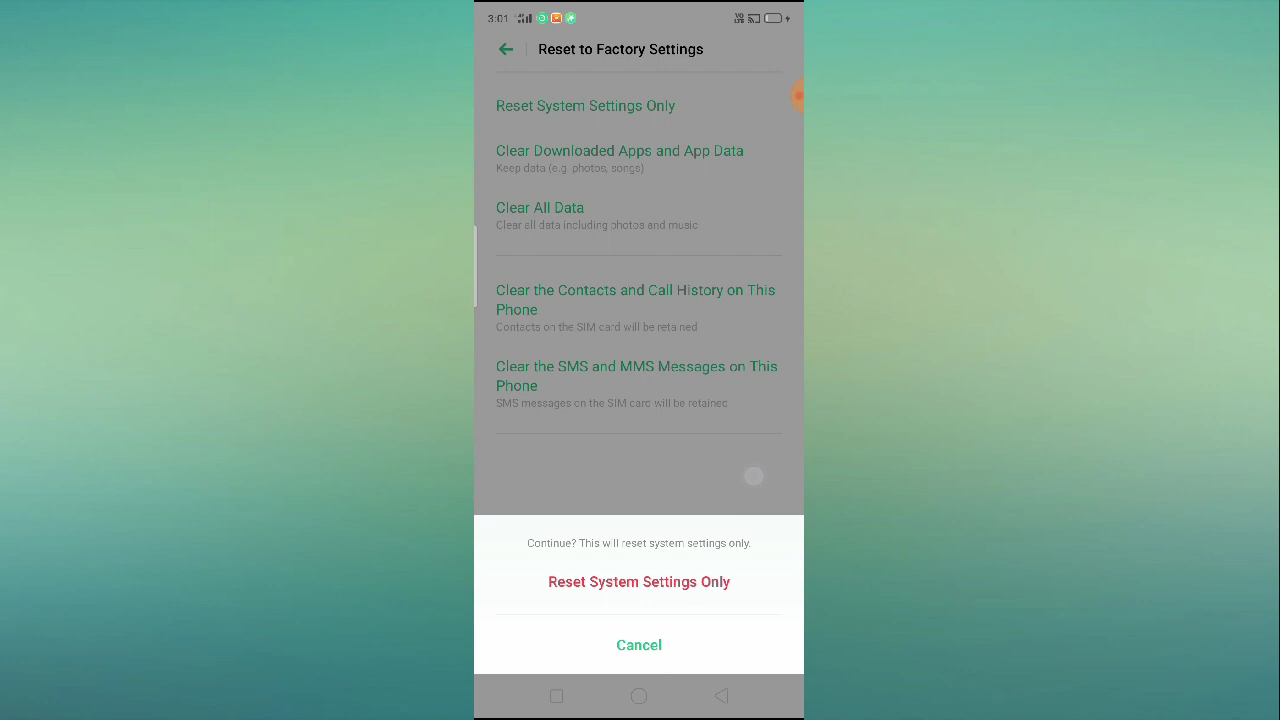 3:01
Reset to Factory Settings
Reset System Settings Only
Clear Downloaded Apps and App Data
Keep data (e.g. photos, songs)
Clear All Data
Clear all data including photos and music
Clear the Contacts and Call History on This
Phone
Contacts on the SIM card will be retained
Clear the SMS and MMS Messages on This
Phone
SMS messages on the SIM card will be retained
Continue? This will reset system settings only.
Reset System Settings Only
Cancel